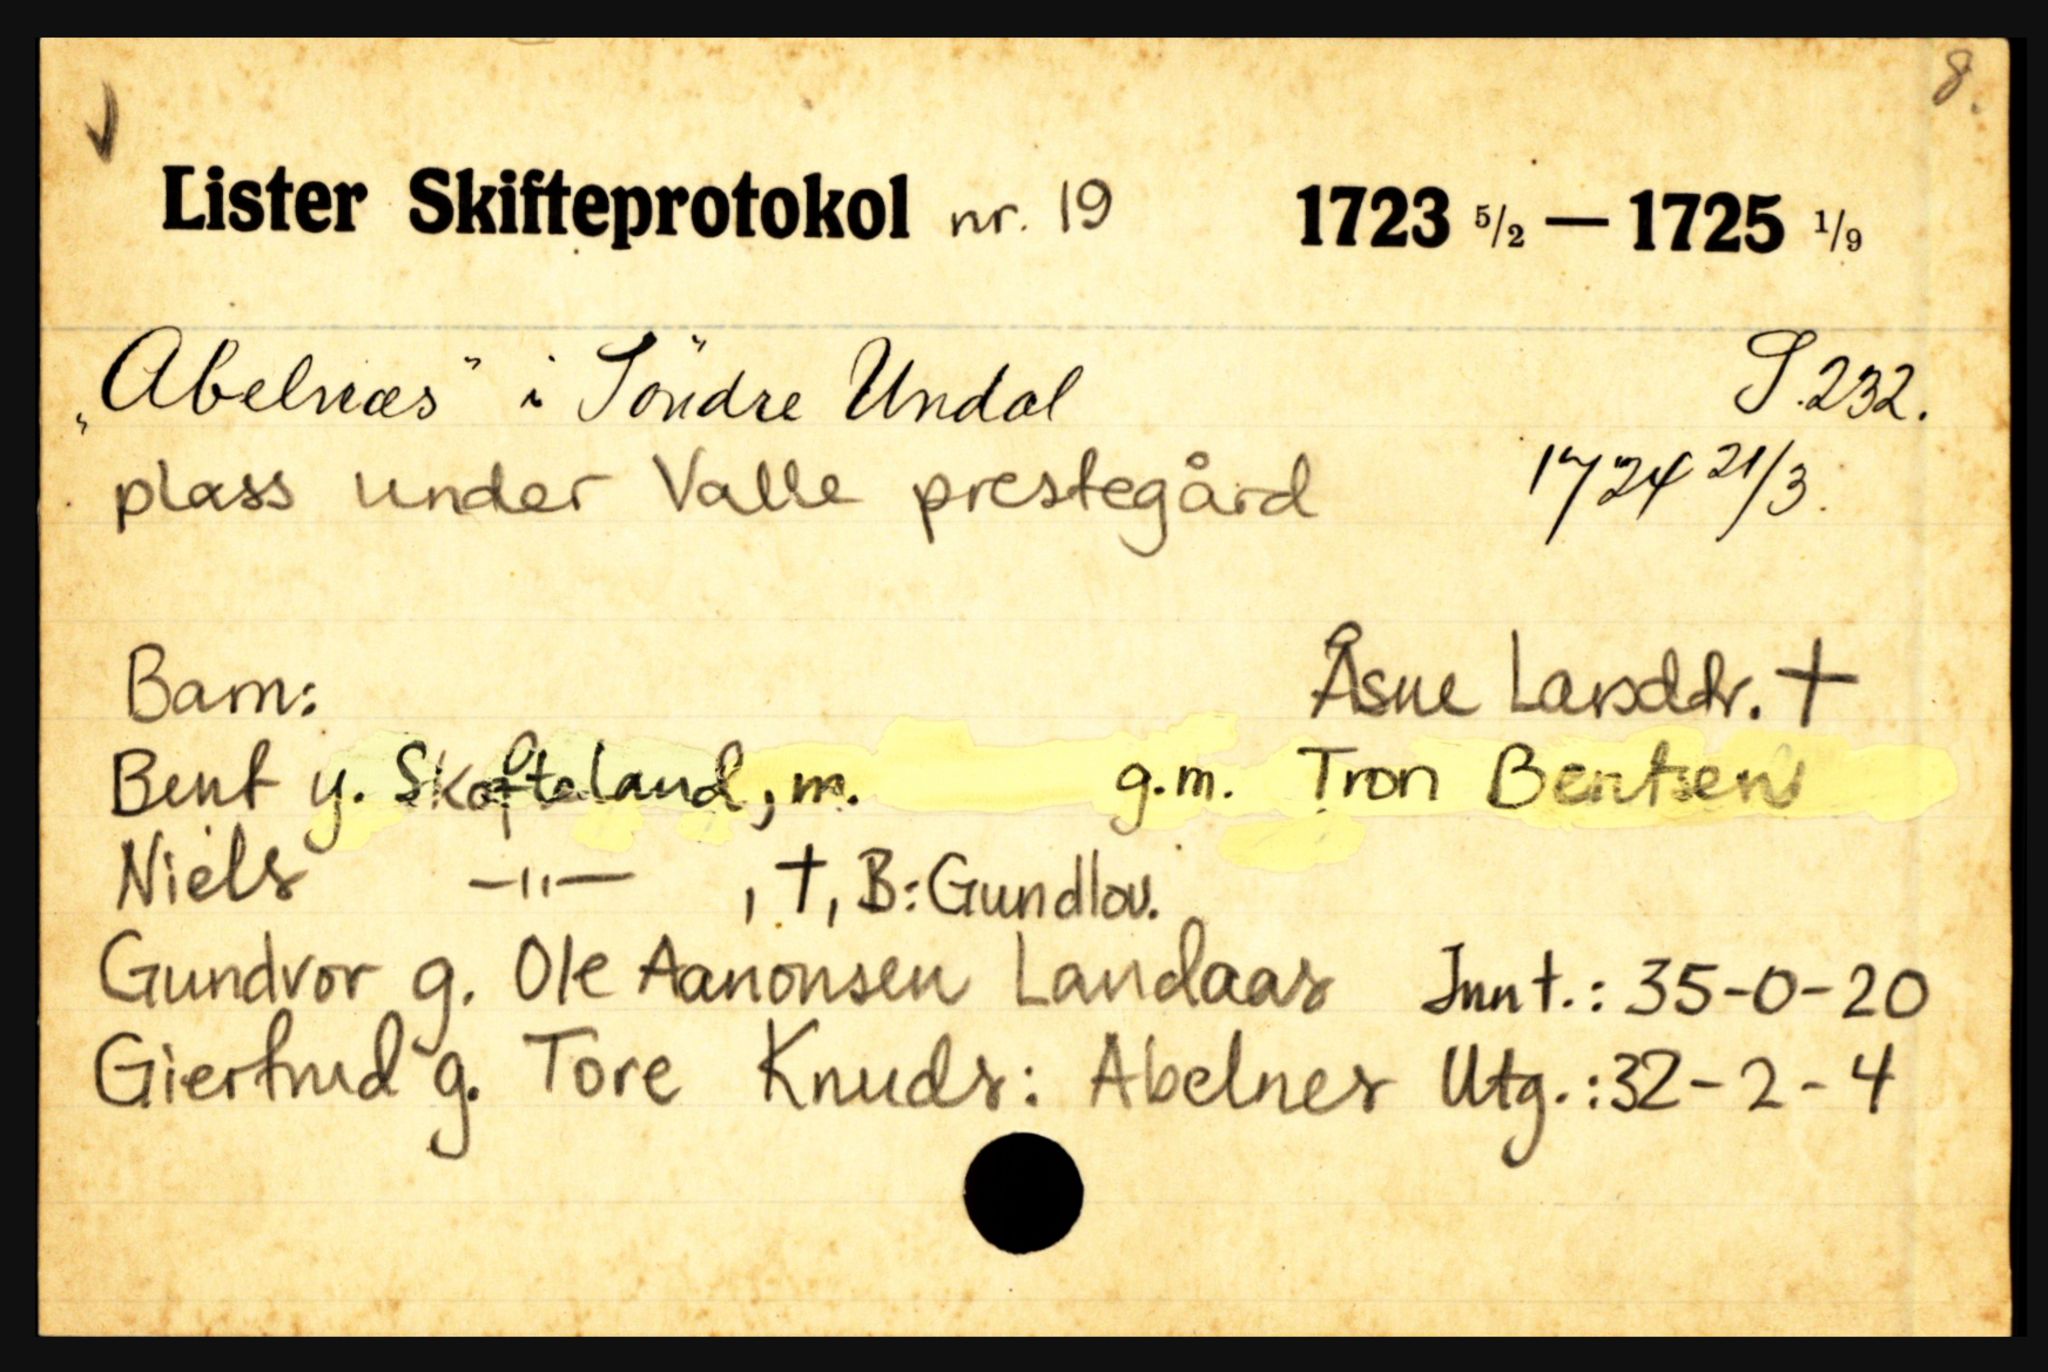 8.
Lister Skifteprotokol nr. 19 1723 5/2 — 1725 1/9
„Abelnæs" i Söndre Undal S. 232.
plass under Valle prestegård 1724 21/3.
Barn: Åsne Larsddr. †
Bent y. Skofteland, m. g.m. Tron Bentsen
Niels —"— , †, B: Gundlov.
Gundvor g. Ole Aanonsen Landaas Innt.: 35-0-20
Giertrud g. Tore Knuds: Abelnes Utg.: 32-2-4